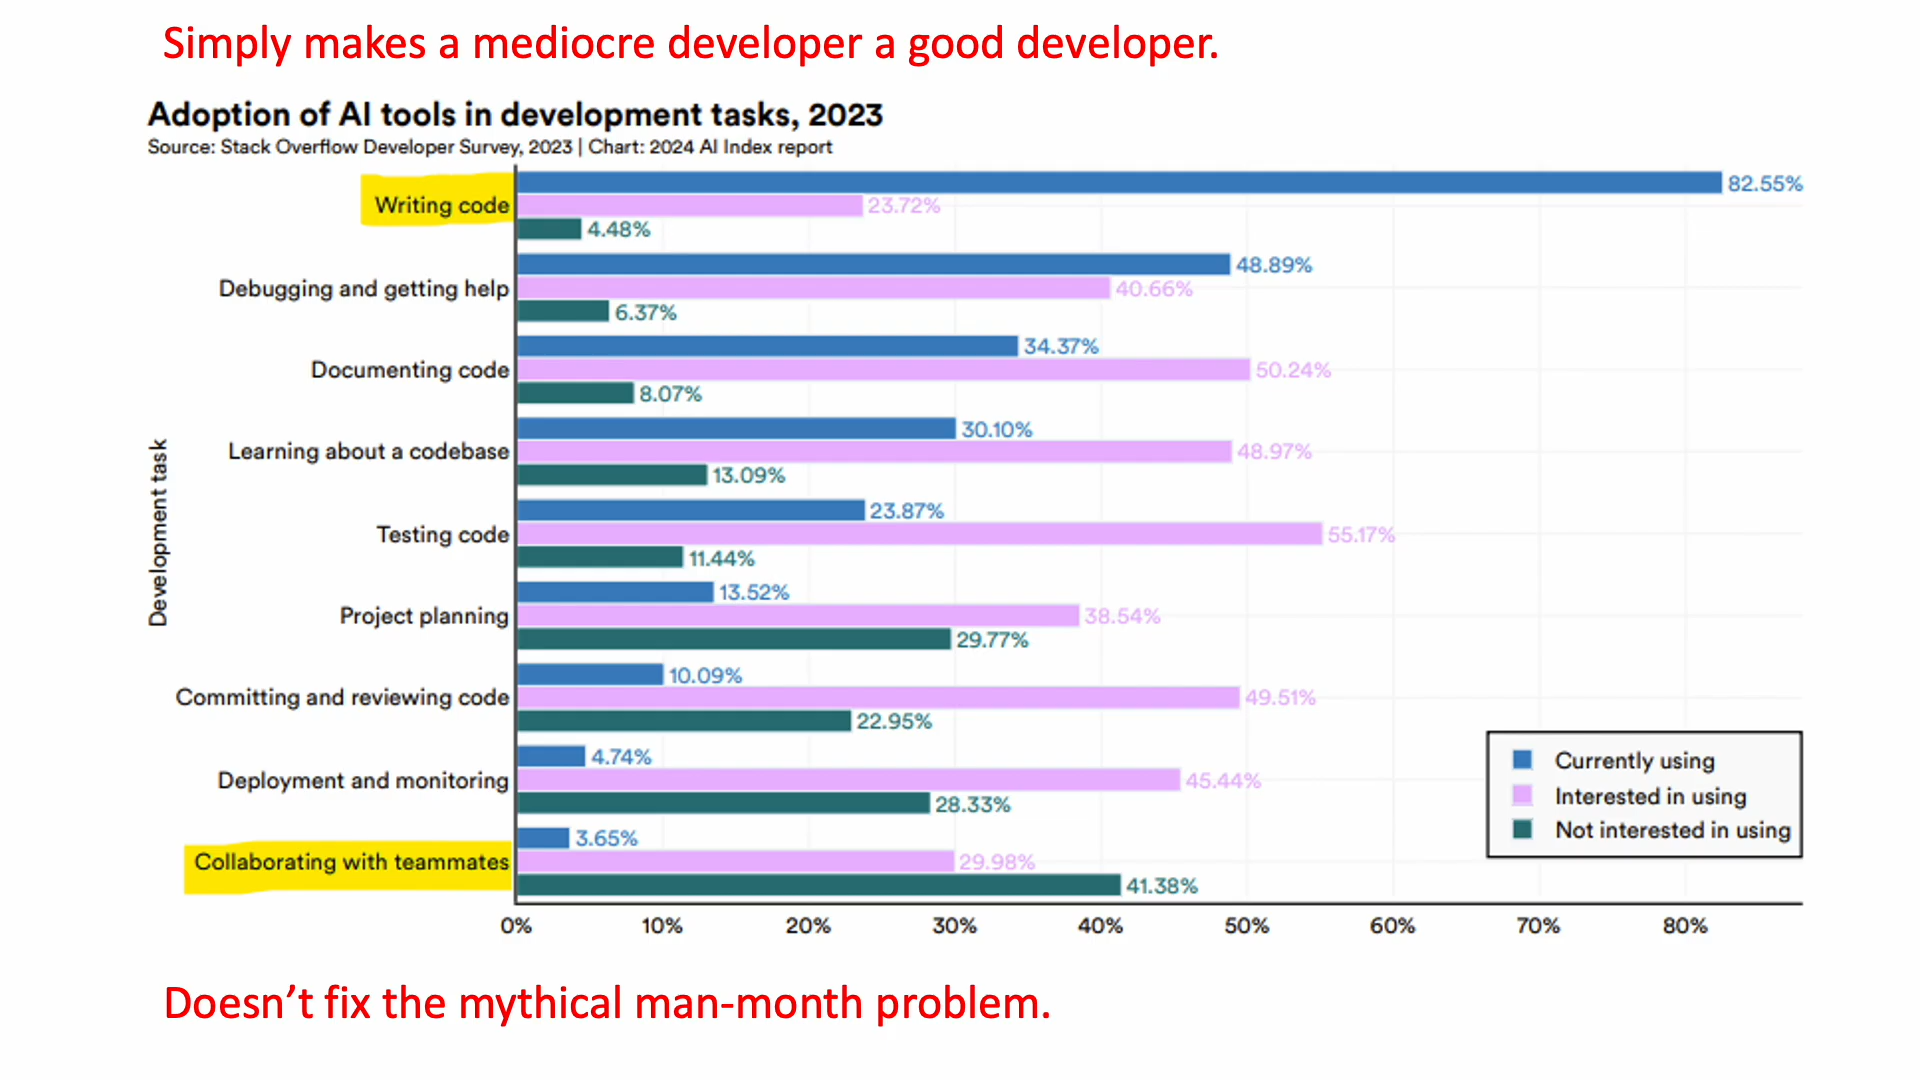 Simply makes a mediocre developer a good developer.
Adoption of AI tools in development tasks, 2023
Source: Stack Overflow Developer Survey, 2023 | Chart: 2024 AI Index report
Development task
Writing code
82.55%
23.72%
4.48%
Debugging and getting help
48.89%
40.66%
6.37%
Documenting code
34.37%
50.24%
8.07%
Learning about a codebase
30.10%
48.97%
13.09%
Testing code
23.87%
55.17%
11.44%
Project planning
13.52%
38.54%
29.77%
Committing and reviewing code
10.09%
49.51%
22.95%
Deployment and monitoring
4.74%
45.44%
28.33%
Collaborating with teammates
3.65%
29.98%
41.38%
Currently using
Interested in using
Not interested in using
0% 10% 20% 30% 40% 50% 60% 70% 80%
Doesn’t fix the mythical man-month problem.